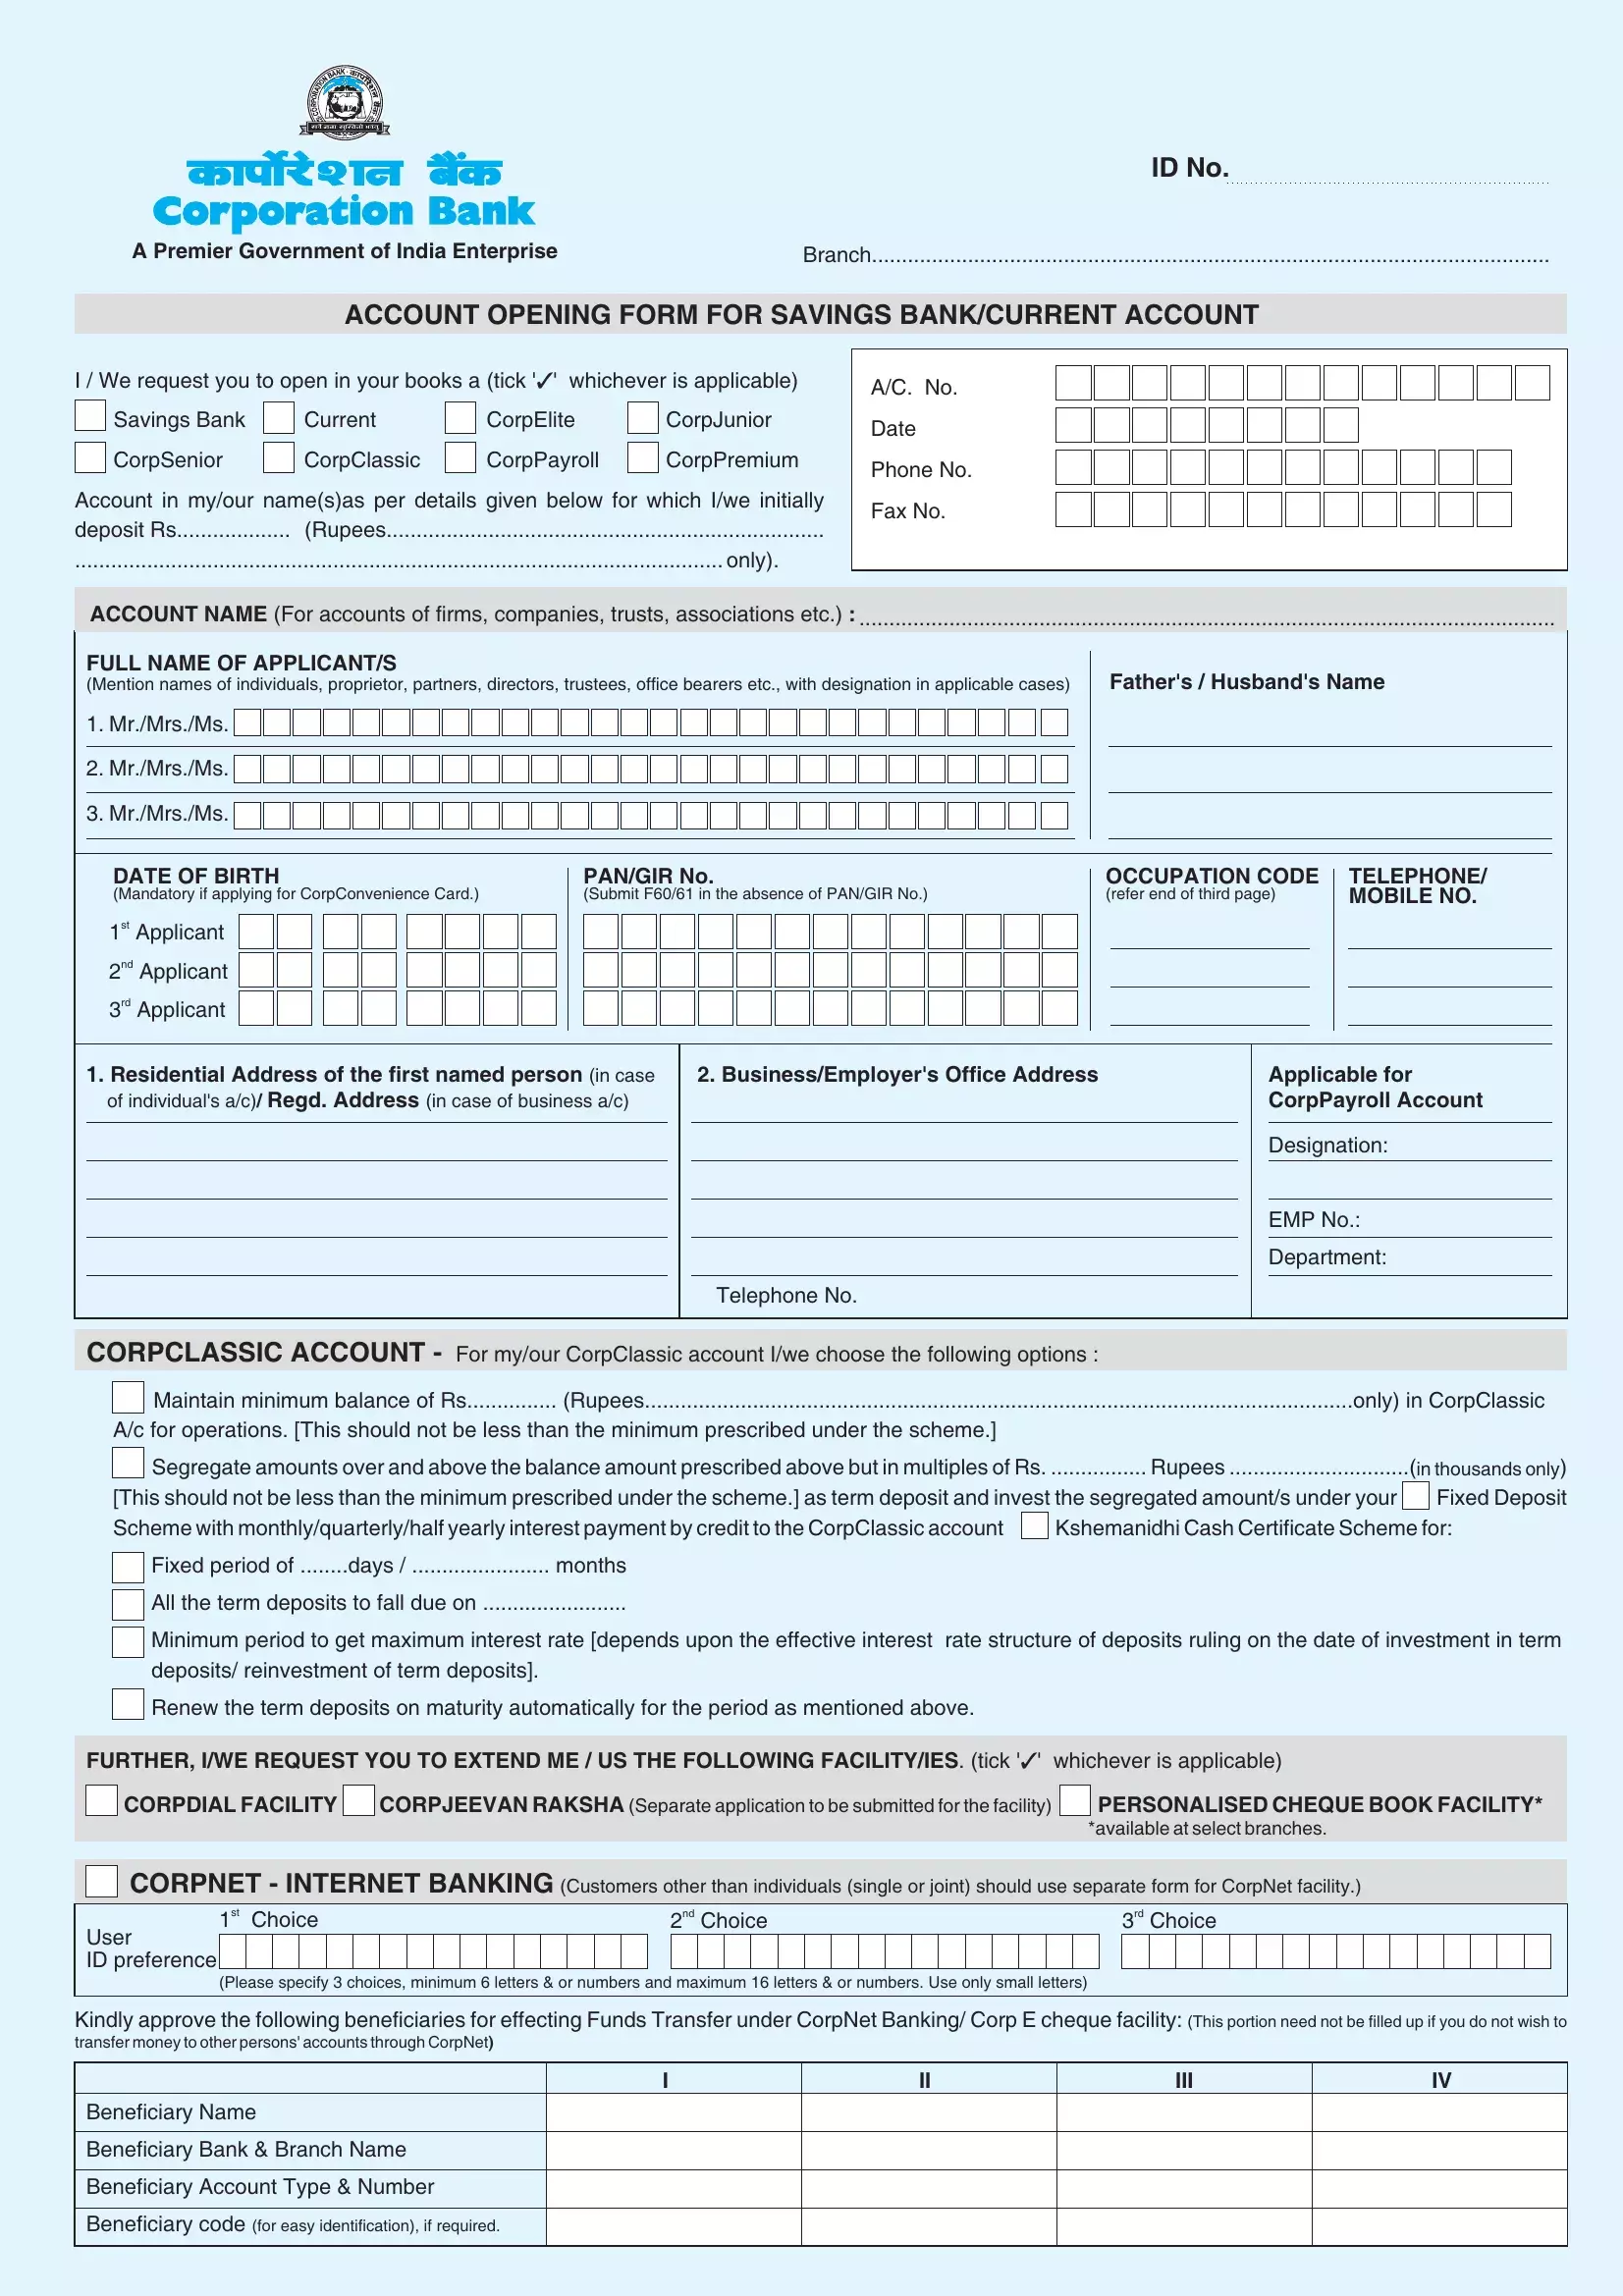 कार्पोरेशन बैंक
Corporation Bank
A Premier Government of India Enterprise
ID No.
Branch
ACCOUNT OPENING FORM FOR SAVINGS BANK/CURRENT ACCOUNT
I / We request you to open in your books a (tick '✓' whichever is applicable)
Savings Bank Current CorpElite CorpJunior
CorpSenior CorpClassic CorpPayroll CorpPremium
Account in my/our name(s)as per details given below for which I/we initially
deposit Rs................... (Rupees..........................................................................
............................................................................................................. only).
A/C. No.
Date
Phone No.
Fax No.
ACCOUNT NAME (For accounts of firms, companies, trusts, associations etc.) :
FULL NAME OF APPLICANT/S
(Mention names of individuals, proprietor, partners, directors, trustees, office bearers etc., with designation in applicable cases)
Father's / Husband's Name
1. Mr./Mrs./Ms.
2. Mr./Mrs./Ms.
3. Mr./Mrs./Ms.
DATE OF BIRTH
(Mandatory if applying for CorpConvenience Card.)
PAN/GIR No.
(Submit F60/61 in the absence of PAN/GIR No.)
OCCUPATION CODE
(refer end of third page)
TELEPHONE/
MOBILE NO.
1st Applicant
2nd Applicant
3rd Applicant
1. Residential Address of the first named person (in case
of individual's a/c)/ Regd. Address (in case of business a/c)
2. Business/Employer's Office Address
Telephone No.
Applicable for
CorpPayroll Account
Designation:
EMP No.:
Department:
CORPCLASSIC ACCOUNT - For my/our CorpClassic account I/we choose the following options :
Maintain minimum balance of Rs............... (Rupees.......................................................................................................................only) in CorpClassic
A/c for operations. [This should not be less than the minimum prescribed under the scheme.]
Segregate amounts over and above the balance amount prescribed above but in multiples of Rs. ................ Rupees ..............................(in thousands only)
[This should not be less than the minimum prescribed under the scheme.] as term deposit and invest the segregated amount/s under your Fixed Deposit
Scheme with monthly/quarterly/half yearly interest payment by credit to the CorpClassic account Kshemanidhi Cash Certificate Scheme for:
Fixed period of ........days / ....................... months
All the term deposits to fall due on ........................
Minimum period to get maximum interest rate [depends upon the effective interest rate structure of deposits ruling on the date of investment in term
deposits/ reinvestment of term deposits].
Renew the term deposits on maturity automatically for the period as mentioned above.
FURTHER, I/WE REQUEST YOU TO EXTEND ME / US THE FOLLOWING FACILITY/IES. (tick '✓' whichever is applicable)
CORPDIAL FACILITY CORPJEEVAN RAKSHA (Separate application to be submitted for the facility) PERSONALISED CHEQUE BOOK FACILITY*
*available at select branches.
CORPNET - INTERNET BANKING (Customers other than individuals (single or joint) should use separate form for CorpNet facility.)
1st Choice 2nd Choice 3rd Choice
User
ID preference
(Please specify 3 choices, minimum 6 letters & or numbers and maximum 16 letters & or numbers. Use only small letters)
Kindly approve the following beneficiaries for effecting Funds Transfer under CorpNet Banking/ Corp E cheque facility: (This portion need not be filled up if you do not wish to
transfer money to other persons' accounts through CorpNet)
I II III IV
Beneficiary Name
Beneficiary Bank & Branch Name
Beneficiary Account Type & Number
Beneficiary code (for easy identification), if required.